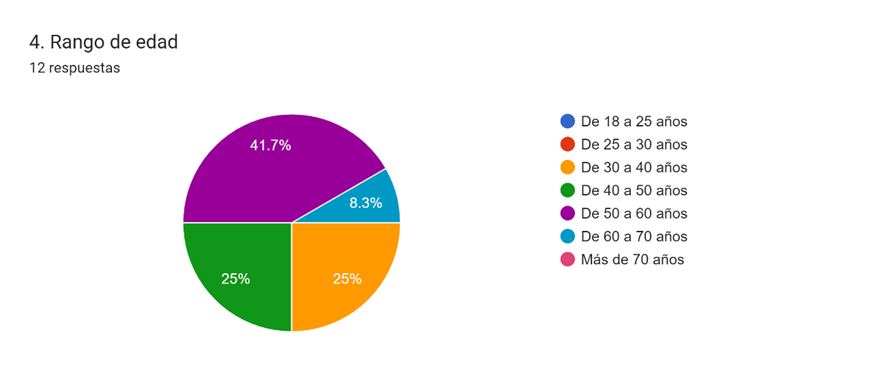 4. Rango de edad
12 respuestas
41.7%
8.3%
25%
25%
De 18 a 25 años
De 25 a 30 años
De 30 a 40 años
De 40 a 50 años
De 50 a 60 años
De 60 a 70 años
Más de 70 años